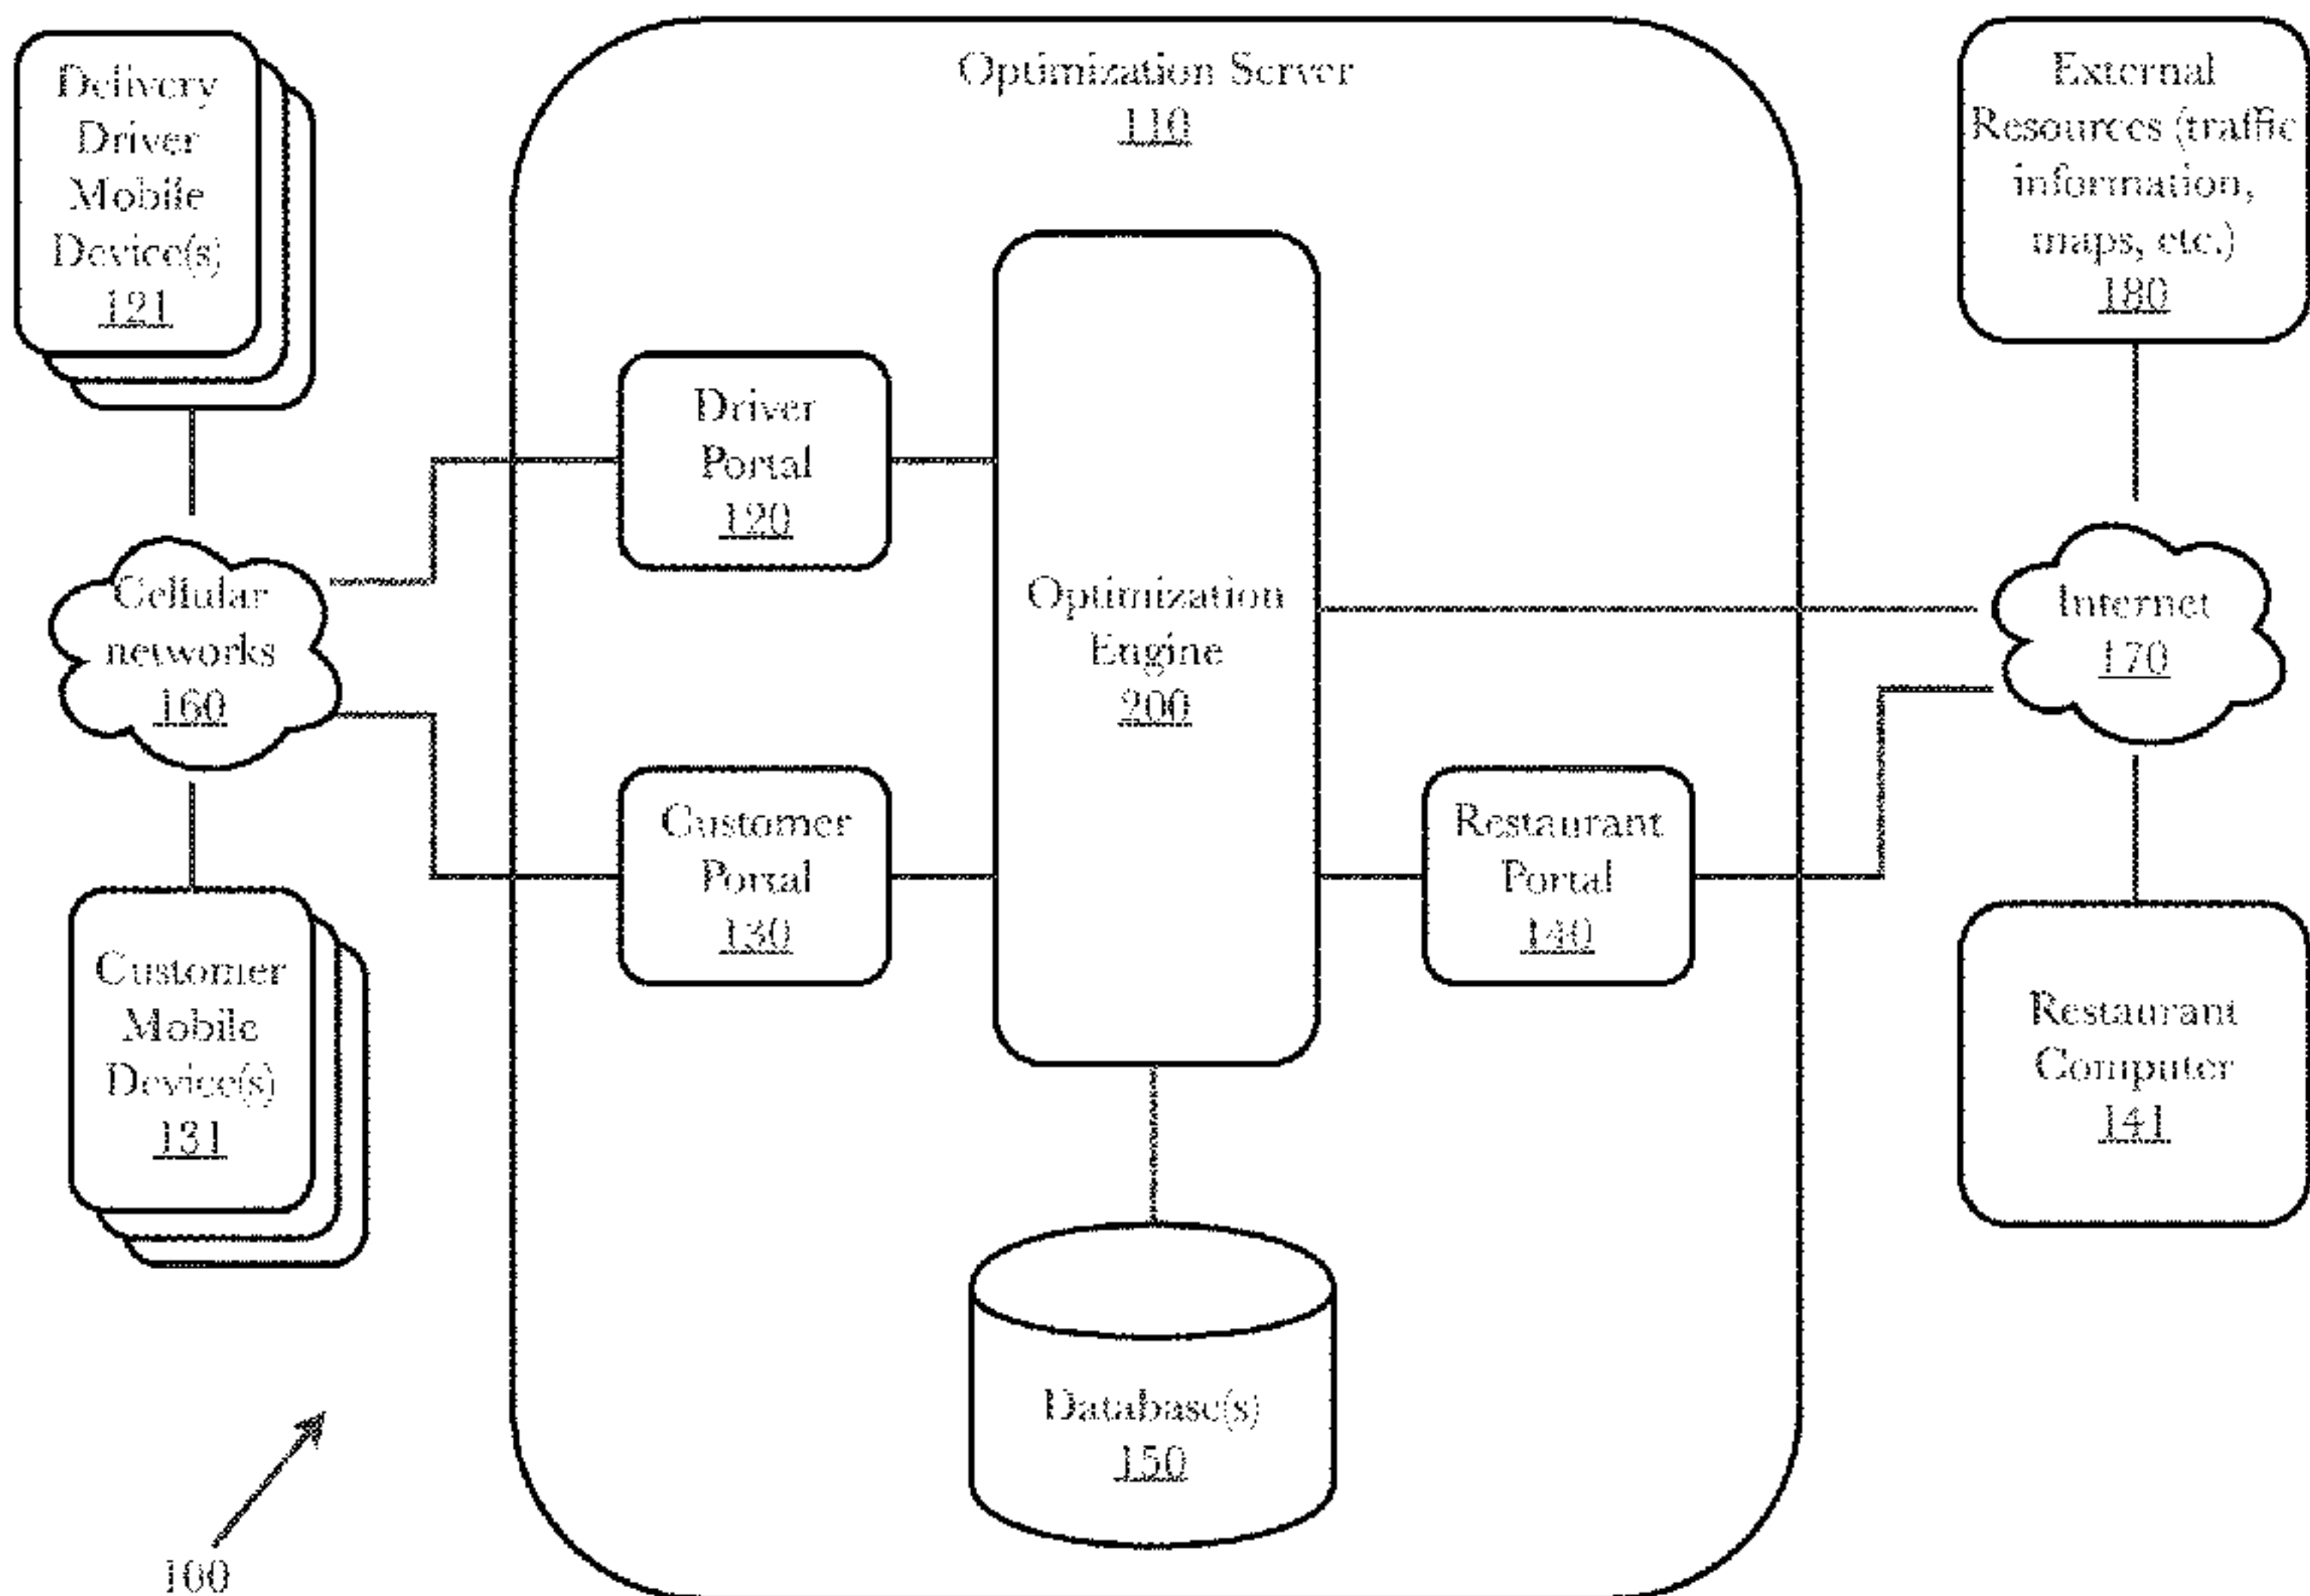 Delivery
Driver
Mobile
Device(s)
121
Optimization Server
110
External
Resources (traffic
information,
maps, etc.)
180
Driver
Portal
120
Cellular
networks
160
Optimization
Engine
200
Internet
170
Customer
Portal
130
Restaurant
Portal
140
Customer
Mobile
Device(s)
131
Restaurant
Computer
141
Database(s)
150
100